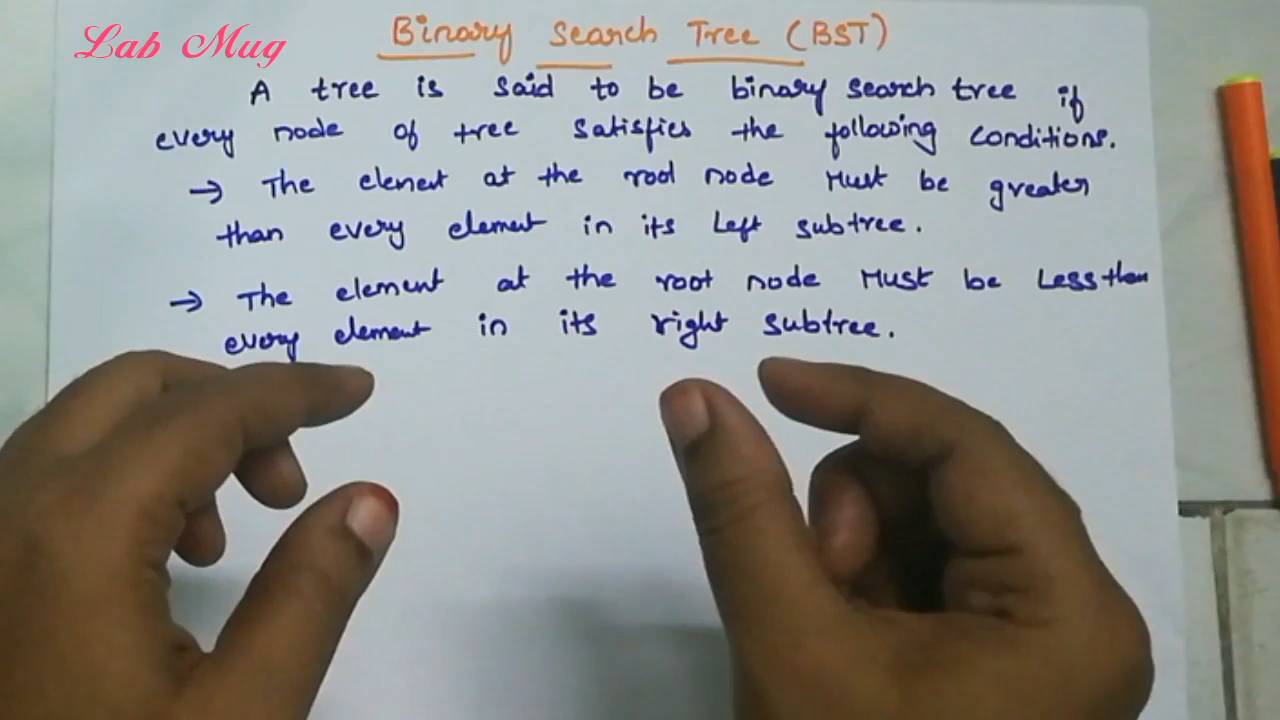 Lab Mug
Binary Search Tree (BST)
A tree is said to be binary search tree if
every node of tree satisfies the following conditions.
→ The elenent at the root node Must be greater
than every element in its Left subtree.
→ The element at the root node Must be Less than
every element in its right subtree.